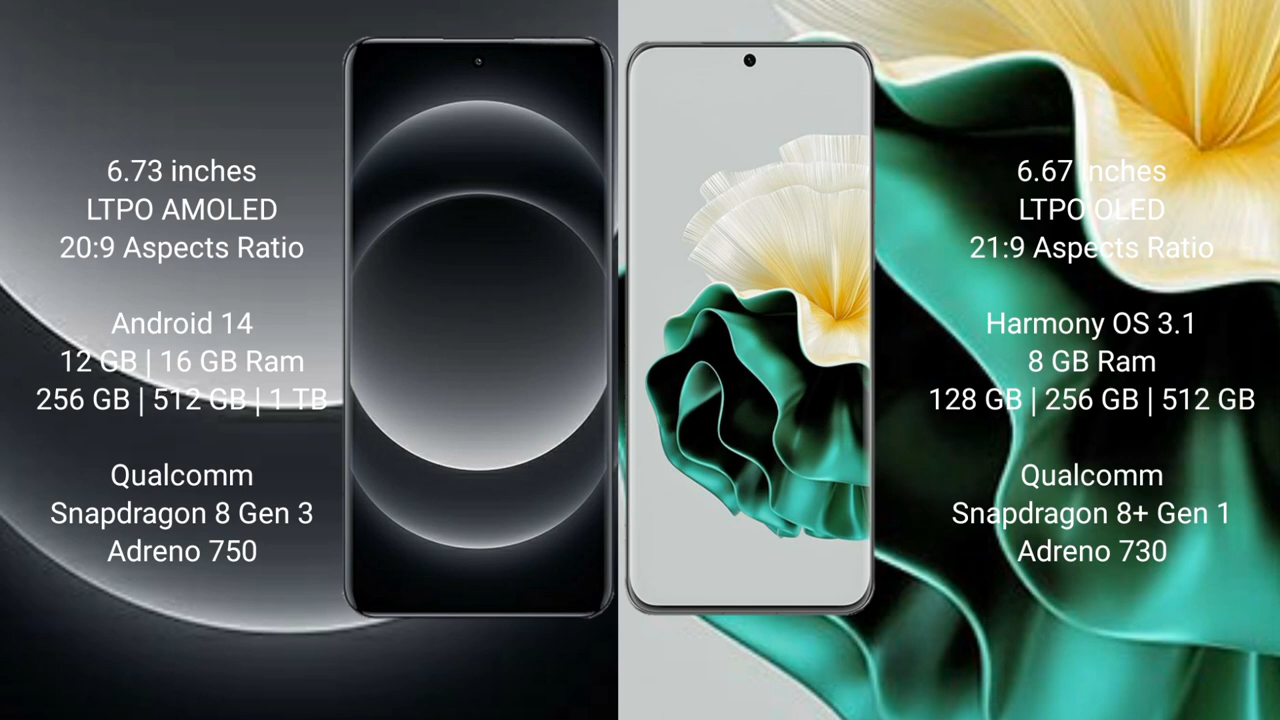 6.73 inches
LTPO AMOLED
20:9 Aspects Ratio
Android 14
12 GB | 16 GB Ram
256 GB | 512 GB | 1 TB
Qualcomm
Snapdragon 8 Gen 3
Adreno 750
6.67 inches
LTPO OLED
21:9 Aspects Ratio
Harmony OS 3.1
8 GB Ram
128 GB | 256 GB | 512 GB
Qualcomm
Snapdragon 8+ Gen 1
Adreno 730